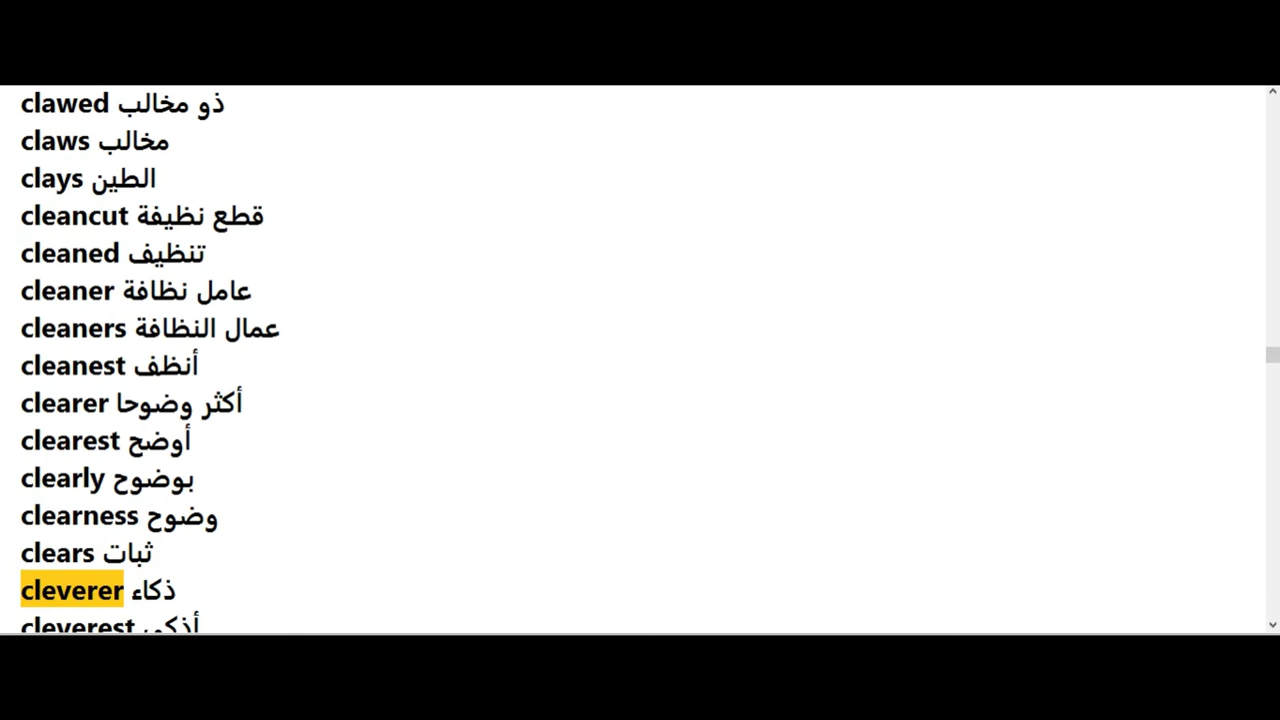 clawed ذو مخالب
claws مخالب
clays الطين
cleancut قطع نظيفة
cleaned تنظيف
cleaner عامل نظافة
cleaners عمال النظافة
cleanest أنظف
clearer أكثر وضوحا
clearest أوضح
clearly بوضوح
clearness وضوح
clears ثبات
cleverer ذكاء
cleverest أذكى